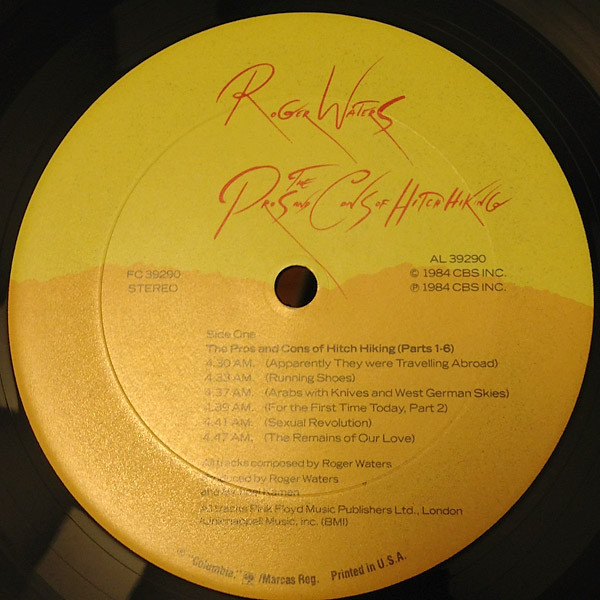 Roger Waters
The
Pros and Cons of Hitch Hiking
FC 39290
STEREO
AL 39290
© 1984 CBS INC.
℗ 1984 CBS INC.
Side One
The Pros and Cons of Hitch Hiking (Parts 1-6)
4.30 AM. (Apparently They were Travelling Abroad)
4.33 AM. (Running Shoes)
4.37 AM. (Arabs with Knives and West German Skies)
4.39 AM. (For the First Time Today, Part 2)
4.41 AM. (Sexual Revolution)
4.47 AM. (The Remains of Our Love)
All tracks composed by Roger Waters
Produced by Roger Waters
and Michael Kamen
All tracks Pink Floyd Music Publishers Ltd., London
(Unichappell Music, inc. (BMI)
® "Columbia," /Marcas Reg. Printed in U.S.A.